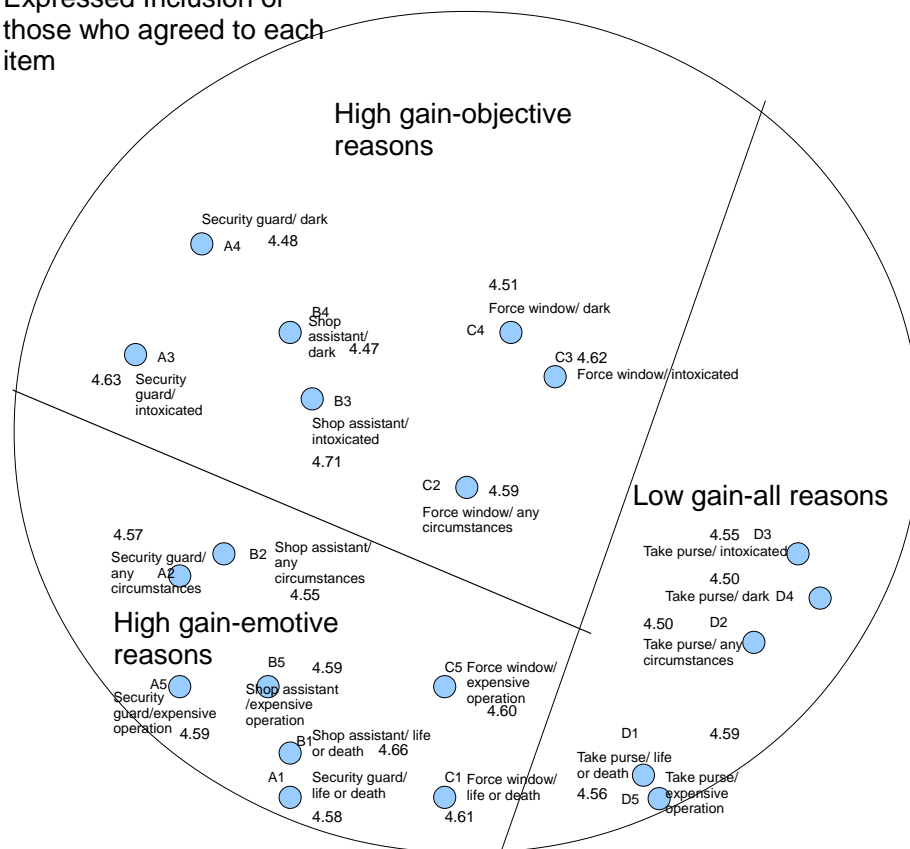 those who agreed to each
item
High gain-objective
reasons
Security guard/ dark
A4
4.48
B4
Shop
assistant/
dark
4.47
4.51
Force window/ dark
C4
A3
4.63
Security
guard/
intoxicated
C3
4.62
Force window/ intoxicated
B3
Shop assistant/
intoxicated
4.71
C2
4.59
Force window/ any
circumstances
Low gain-all reasons
4.57
Security guard/
any
circumstances
A2
B2
Shop assistant/
any
circumstances
4.55
4.55
D3
Take purse/ intoxicated
4.50
Take purse/ dark
D4
4.50
D2
Take purse/ any
circumstances
High gain-emotive
reasons
A5
Security
guard/expensive
operation
4.59
B5
4.59
Shop assistant
/expensive
operation
C5
Force window/
expensive
operation
4.60
B1
Shop assistant/ life
or death
4.66
A1
Security guard/
life or death
4.58
C1
Force window/
life or death
4.61
D1
4.59
Take purse/ life
or death
4.56
D5
Take purse/
expensive
operation